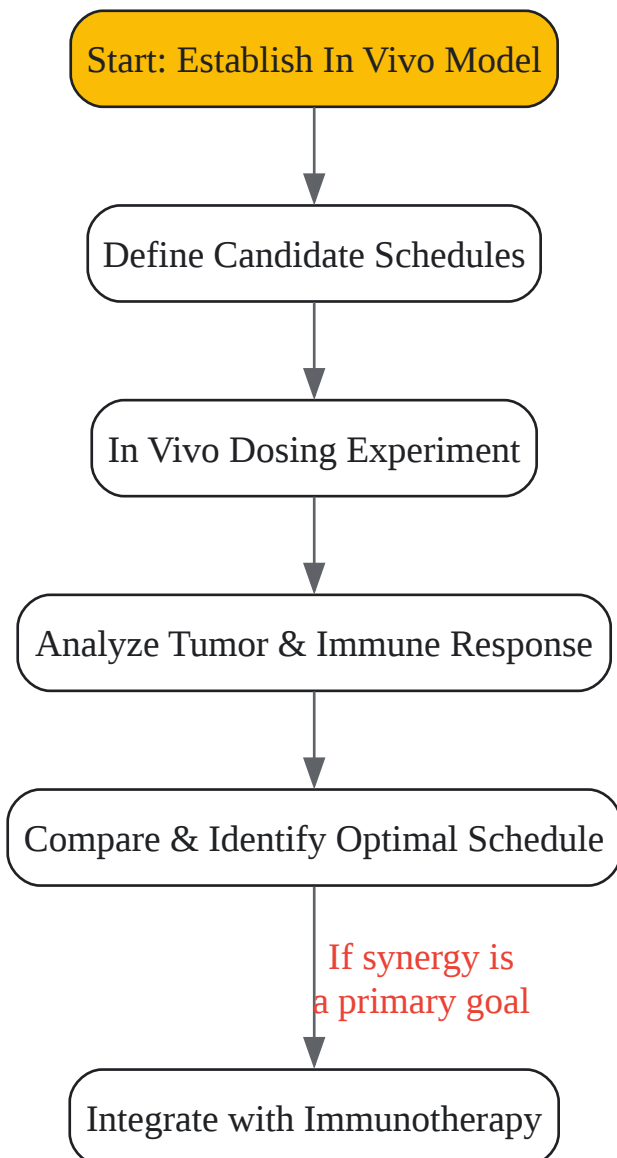 Start: Establish In Vivo Model
Define Candidate Schedules
In Vivo Dosing Experiment
Analyze Tumor & Immune Response
Compare & Identify Optimal Schedule
If synergy is
a primary goal
Integrate with Immunotherapy